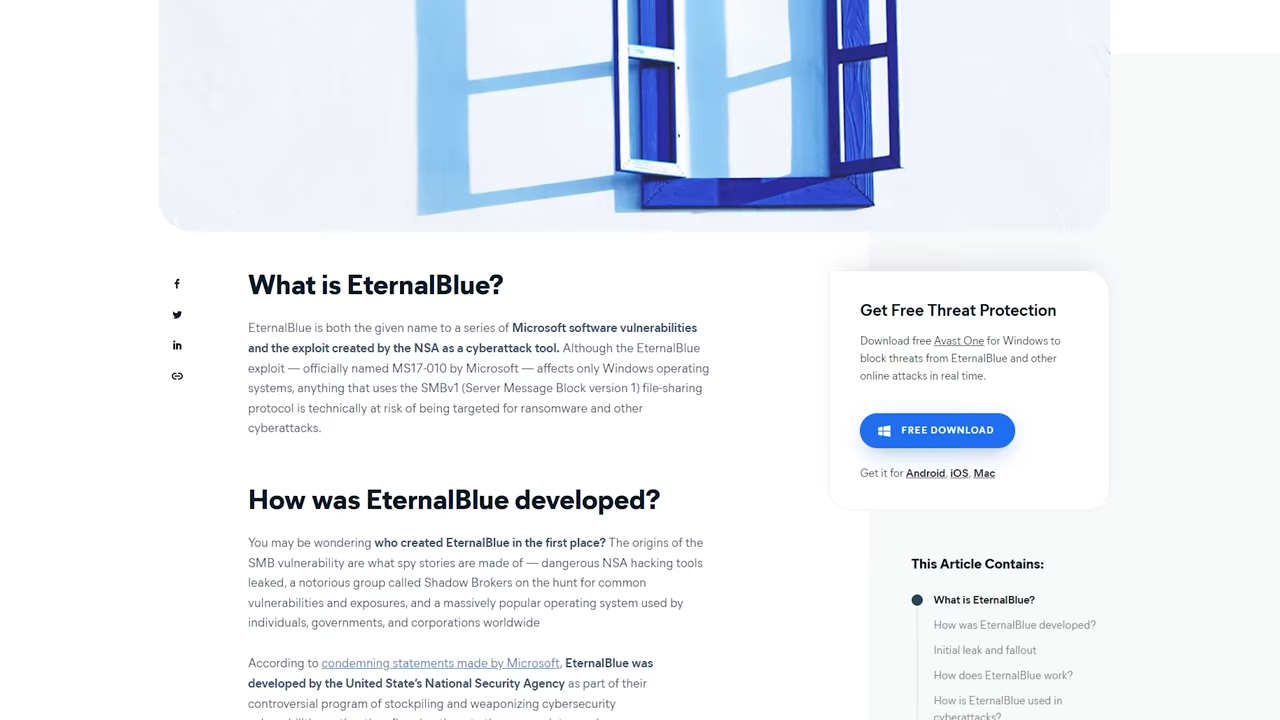 What is EternalBlue?
EternalBlue is both the given name to a series of Microsoft software vulnerabilities
and the exploit created by the NSA as a cyberattack tool. Although the EternalBlue
exploit — officially named MS17-010 by Microsoft — affects only Windows operating
systems, anything that uses the SMBv1 (Server Message Block version 1) file-sharing
protocol is technically at risk of being targeted for ransomware and other
cyberattacks.
How was EternalBlue developed?
You may be wondering who created EternalBlue in the first place? The origins of the
SMB vulnerability are what spy stories are made of — dangerous NSA hacking tools
leaked, a notorious group called Shadow Brokers on the hunt for common
vulnerabilities and exposures, and a massively popular operating system used by
individuals, governments, and corporations worldwide
According to condemning statements made by Microsoft, EternalBlue was
developed by the United State's National Security Agency as part of their
controversial program of stockpiling and weaponizing cybersecurity
Get Free Threat Protection
Download free Avast One for Windows to
block threats from EternalBlue and other
online attacks in real time.
FREE DOWNLOAD
Get it for Android, iOS, Mac
This Article Contains:
What is EternalBlue?
How was EternalBlue developed?
Initial leak and fallout
How does EternalBlue work?
How is EternalBlue used in
cyberattacks?